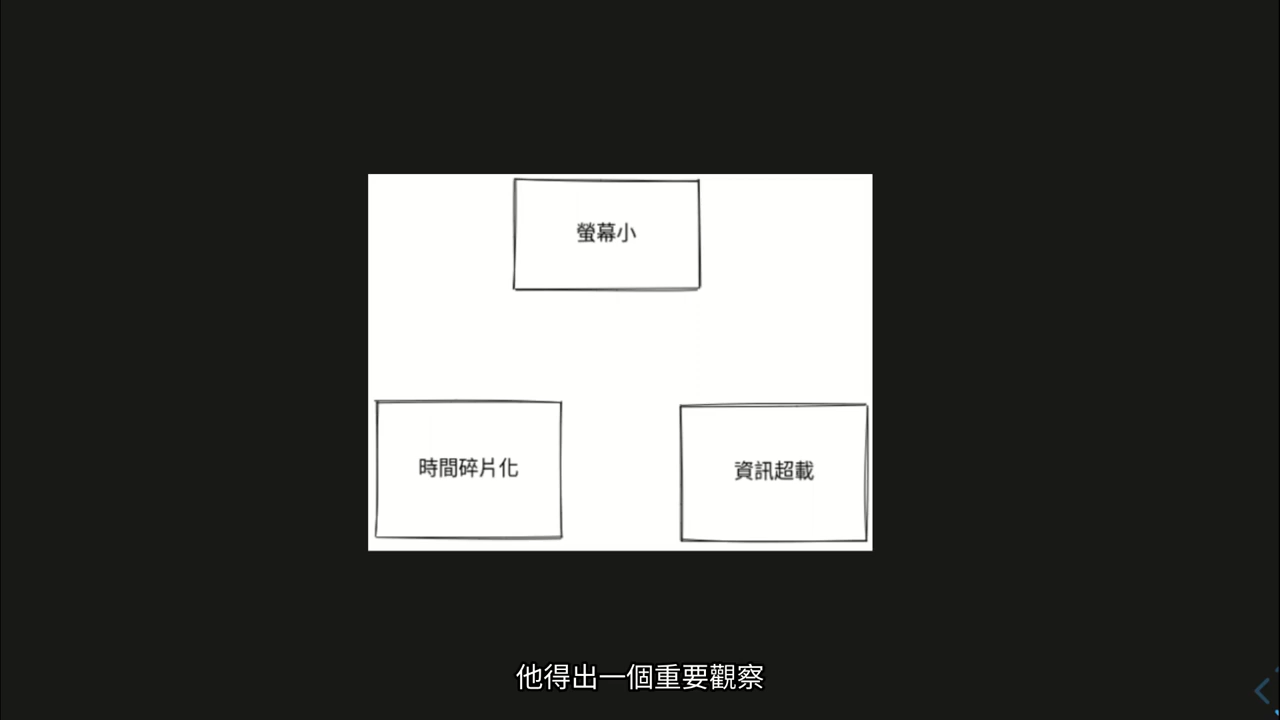 螢幕小
時間碎片化
資訊超載
他得出一個重要觀察